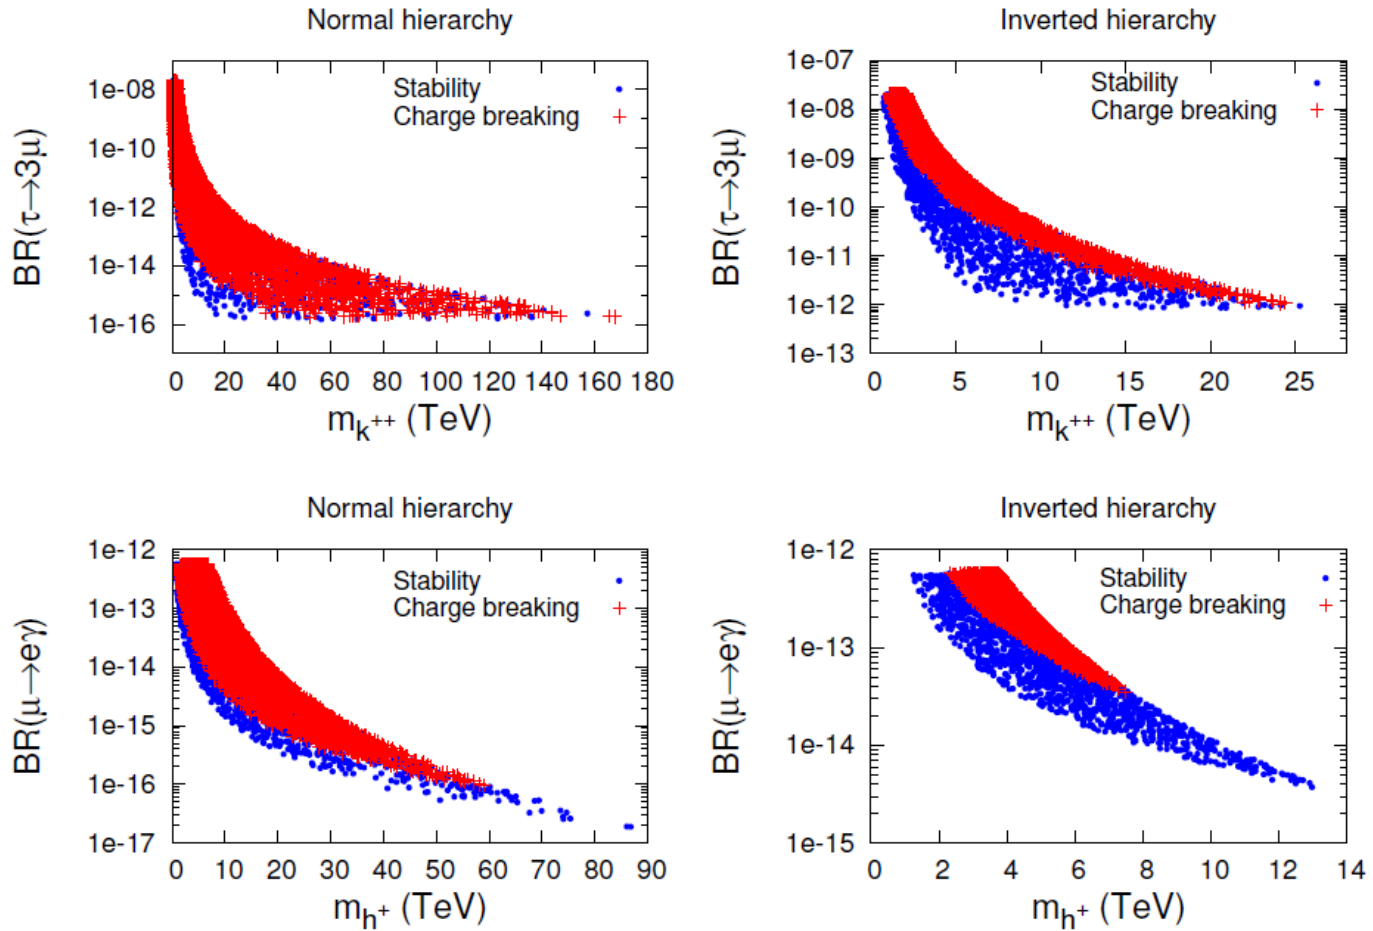 Normal hierarchy
BR(τ→3μ)
1e-08
1e-10
1e-12
1e-14
1e-16
Stability
Charge breaking
0 20 40 60 80 100 120 140 160 180
m_k++ (TeV)
Inverted hierarchy
BR(τ→3μ)
1e-07
1e-08
1e-09
1e-10
1e-11
1e-12
1e-13
Stability
Charge breaking
0 5 10 15 20 25
m_k++ (TeV)
Normal hierarchy
BR(μ→eγ)
1e-12
1e-13
1e-14
1e-15
1e-16
1e-17
Stability
Charge breaking
0 10 20 30 40 50 60 70 80 90
m_h+ (TeV)
Inverted hierarchy
BR(μ→eγ)
1e-12
1e-13
1e-14
1e-15
Stability
Charge breaking
0 2 4 6 8 10 12 14
m_h+ (TeV)